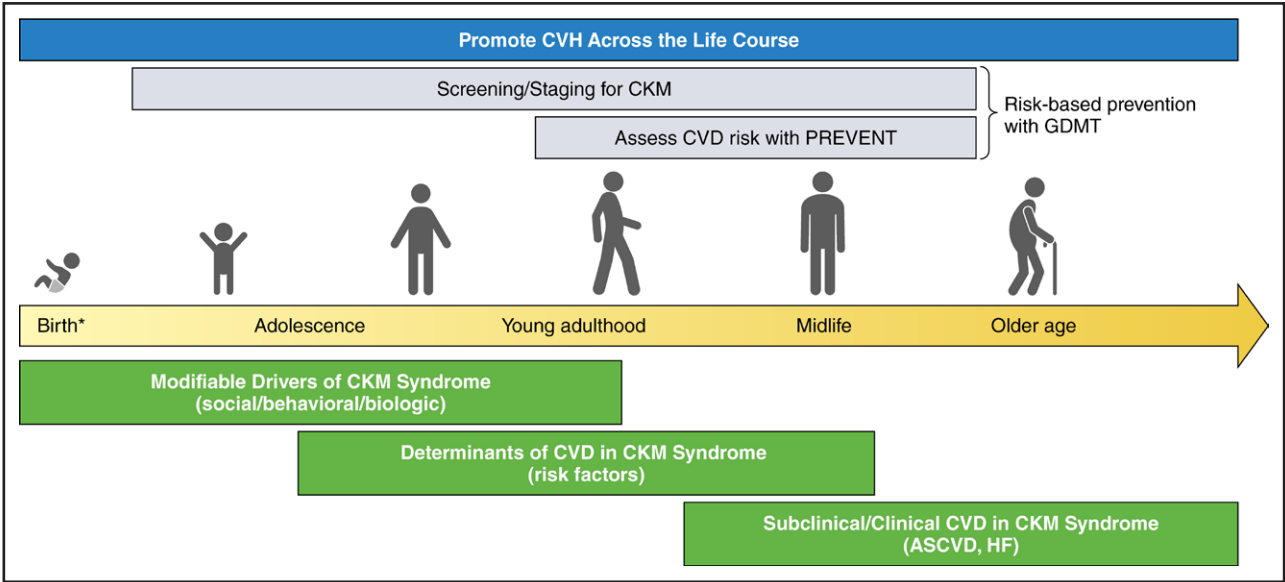 Promote CVH Across the Life Course
Screening/Staging for CKM
Assess CVD risk with PREVENT
Risk-based prevention
with GDMT
Birth*
Adolescence
Young adulthood
Midlife
Older age
Modifiable Drivers of CKM Syndrome
(social/behavioral/biologic)
Determinants of CVD in CKM Syndrome
(risk factors)
Subclinical/Clinical CVD in CKM Syndrome
(ASCVD, HF)